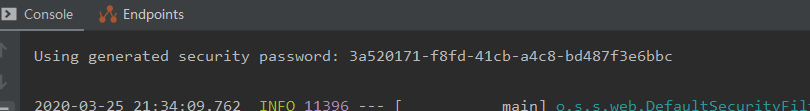 Console Endpoints
Using generated security password: 3a520171-f8fd-41cb-a4c8-bd487f3e6bbc
2020-03-25 21:34:09.762 INFO 11396 --- [ main] o.s.s.web.DefaultSecurityFil